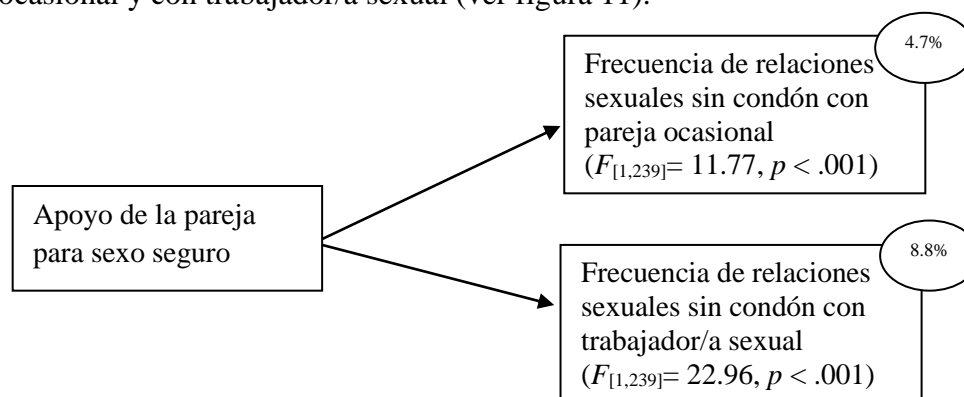 ocasional y con trabajador/a sexual (ver figura 11).
4.7%
Frecuencia de relaciones
sexuales sin condón con
pareja ocasional
(F[1,239]= 11.77, p < .001)
Apoyo de la pareja
para sexo seguro
8.8%
Frecuencia de relaciones
sexuales sin condón con
trabajador/a sexual
(F[1,239]= 22.96, p < .001)